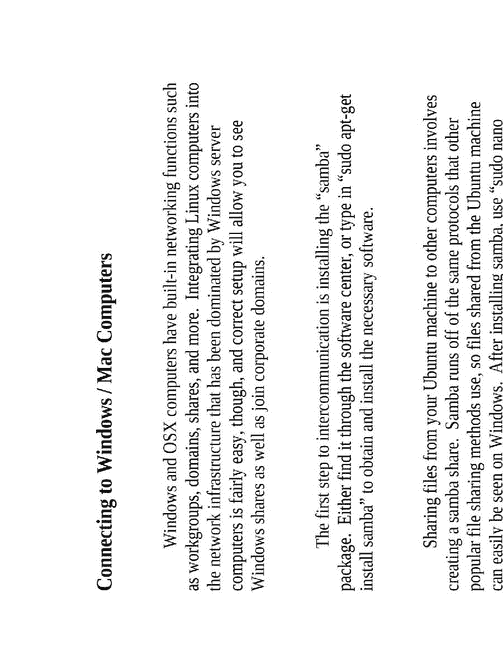 Connecting to Windows / Mac Computers
Windows and OSX computers have built-in networking functions such
as workgroups, domains, shares, and more.  Integrating Linux computers into
the network infrastructure that has been dominated by Windows server
computers is fairly easy, though, and correct setup will allow you to see
Windows shares as well as join corporate domains.
The first step to intercommunication is installing the “samba”
package.  Either find it through the software center, or type in “sudo apt-get
install samba” to obtain and install the necessary software.
Sharing files from your Ubuntu machine to other computers involves
creating a samba share.  Samba runs off of the same protocols that other
popular file sharing methods use, so files shared from the Ubuntu machine
can easily be seen on Windows.  After installing samba, use “sudo nano